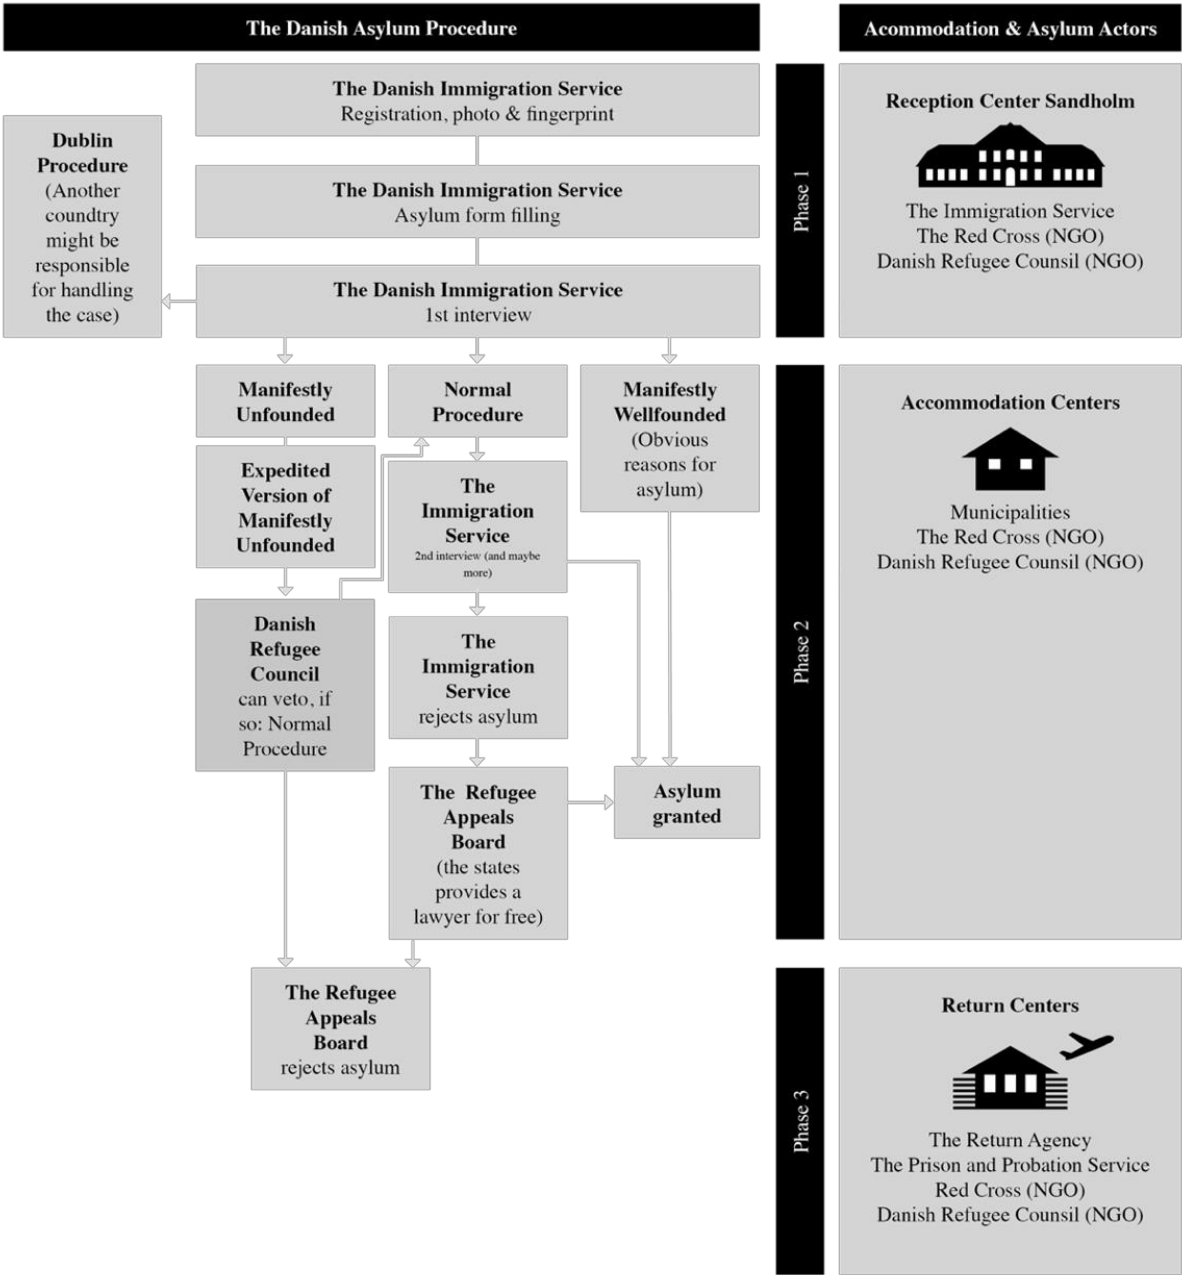 The Danish Asylum Procedure
Acommodation & Asylum Actors
The Danish Immigration Service
Registration, photo & fingerprint
Dublin
Procedure
(Another
coundtry
might be
responsible
for handling
the case)
The Danish Immigration Service
Asylum form filling
The Danish Immigration Service
1st interview
Phase 1
Reception Center Sandholm
The Immigration Service
The Red Cross (NGO)
Danish Refugee Counsil (NGO)
Manifestly
Unfounded
Expedited
Version of
Manifestly
Unfounded
Danish
Refugee
Council
can veto, if
so: Normal
Procedure
Normal
Procedure
The
Immigration
Service
2nd interview (and maybe
more)
The
Immigration
Service
rejects asylum
The Refugee
Appeals
Board
(the states
provides a
lawyer for free)
Manifestly
Wellfounded
(Obvious
reasons for
asylum)
Asylum
granted
Phase 2
Accommodation Centers
Municipalities
The Red Cross (NGO)
Danish Refugee Counsil (NGO)
The Refugee
Appeals
Board
rejects asylum
Phase 3
Return Centers
The Return Agency
The Prison and Probation Service
Red Cross (NGO)
Danish Refugee Counsil (NGO)